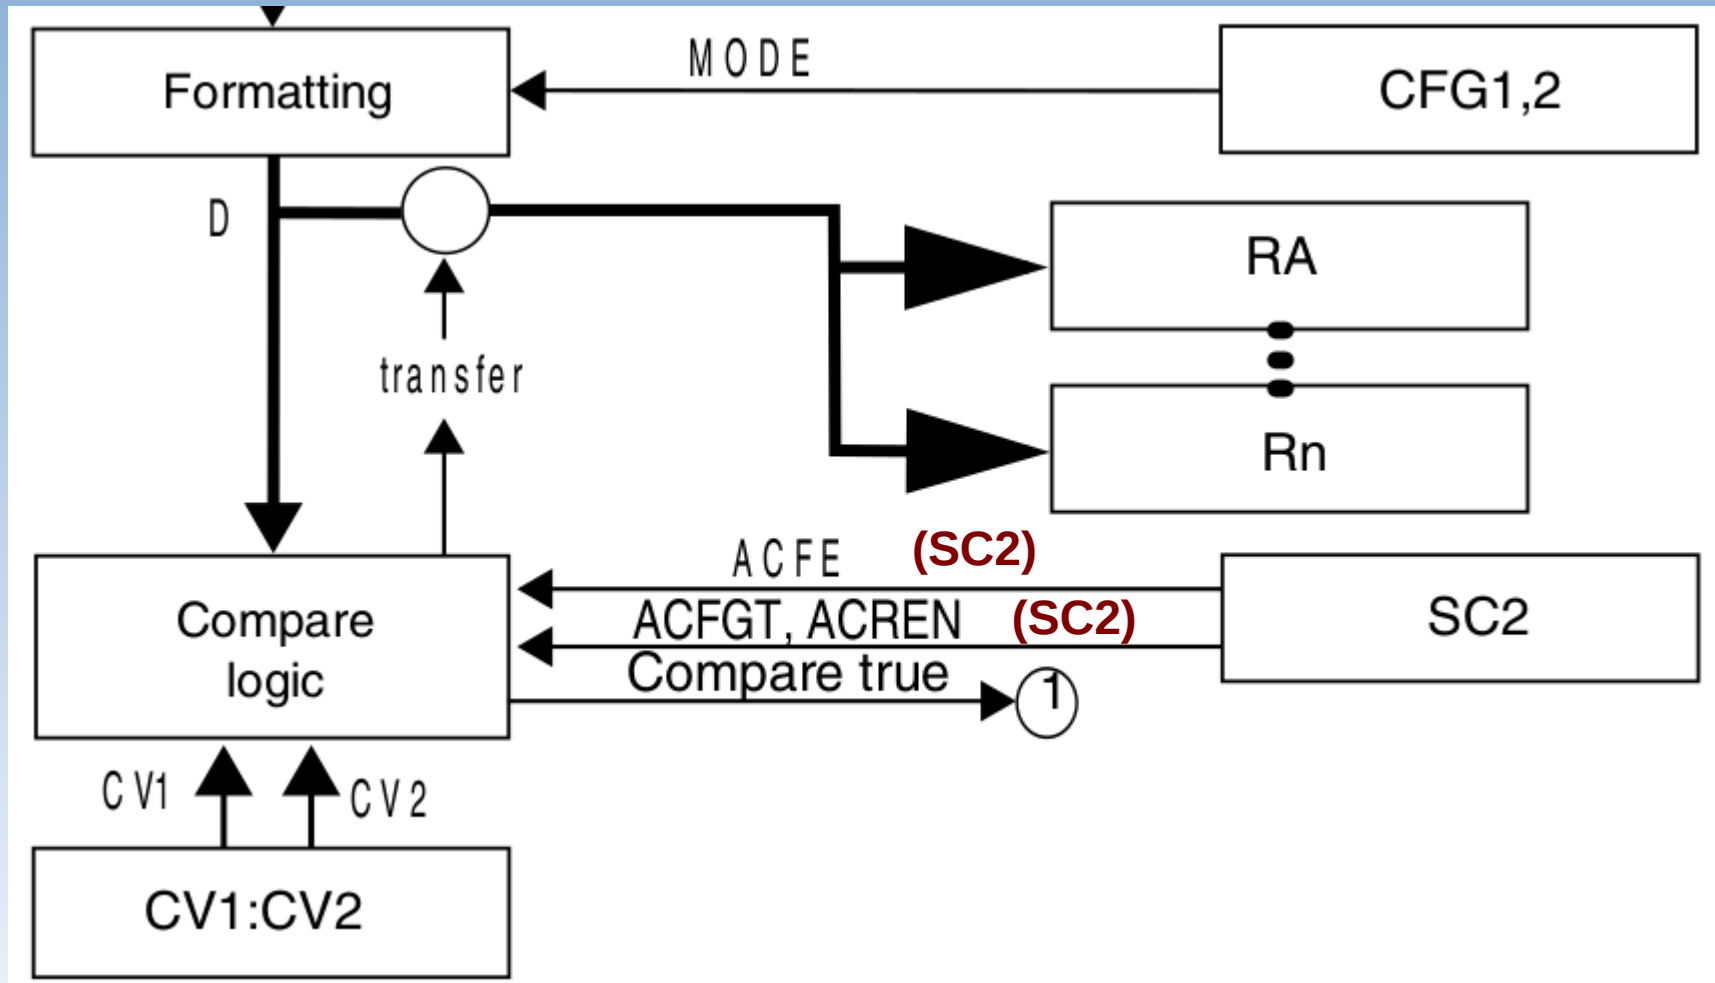 MODE
Formatting
CFG1,2
D
RA
transfer
Rn
ACFE (SC2)
ACFGT, ACREN (SC2)
Compare
logic
SC2
Compare true
1
CV1
CV2
CV1:CV2